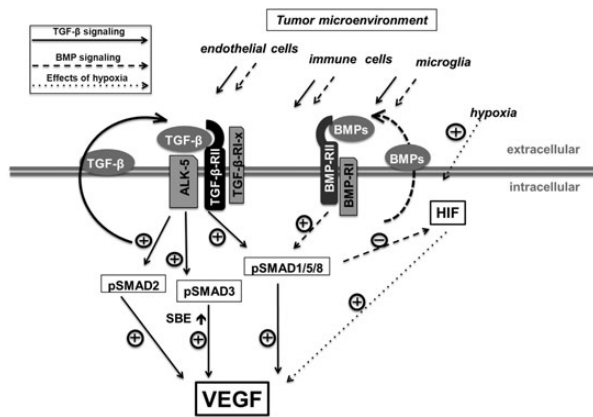 TGF-β signaling
BMP signaling
Effects of hypoxia
Tumor microenvironment
endothelial cells
immune cells
microglia
hypoxia
TGF-β
TGF-β
ALK-5
TGF-β-RII
TGF-β-RI-x
BMPs
BMP-RII
BMP-RI
BMPs
extracellular
intracellular
HIF
pSMAD2
pSMAD3
pSMAD1/5/8
SBE
VEGF